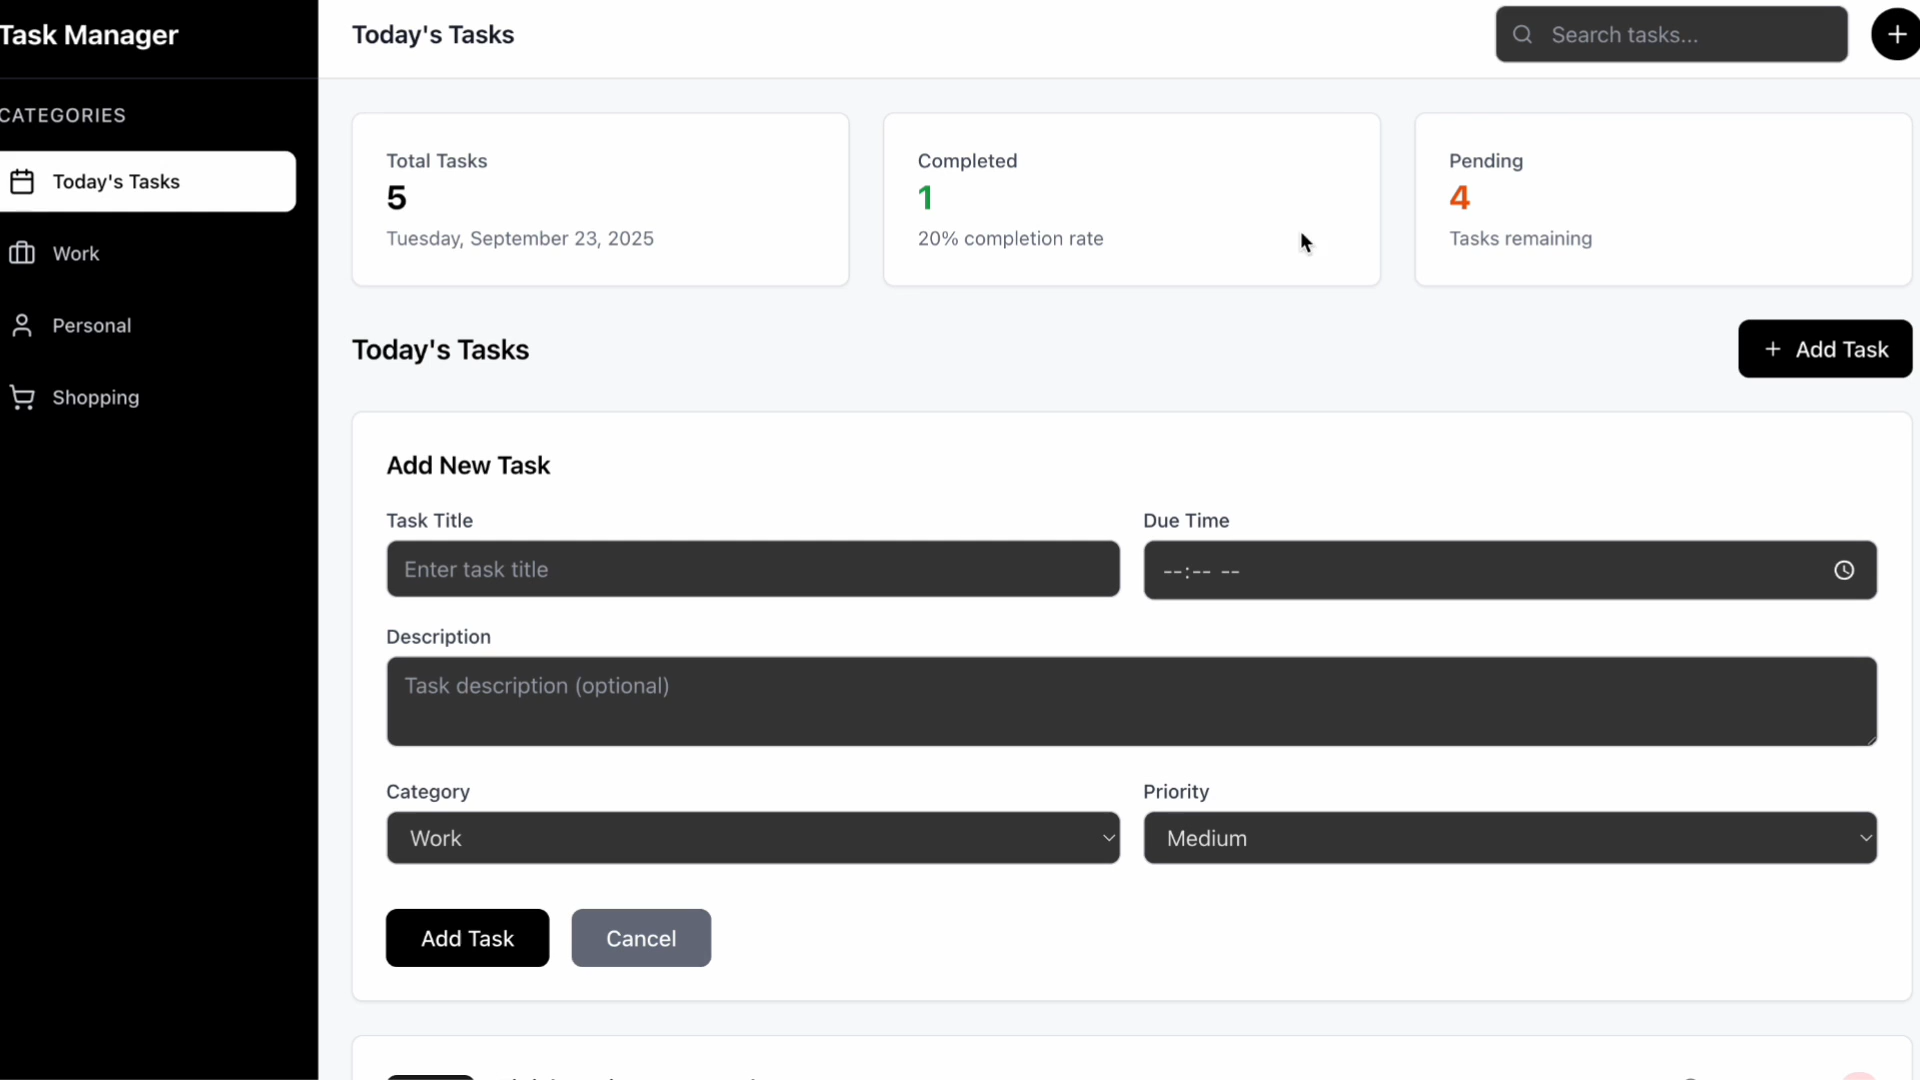 Task Manager
Today's Tasks
Search tasks...
CATEGORIES
Today's Tasks
Work
Personal
Shopping
Total Tasks
5
Tuesday, September 23, 2025
Completed
1
20% completion rate
Pending
4
Tasks remaining
Today's Tasks
+ Add Task
Add New Task
Task Title
Enter task title
Due Time
--:-- --
Description
Task description (optional)
Category
Work
Priority
Medium
Add Task
Cancel